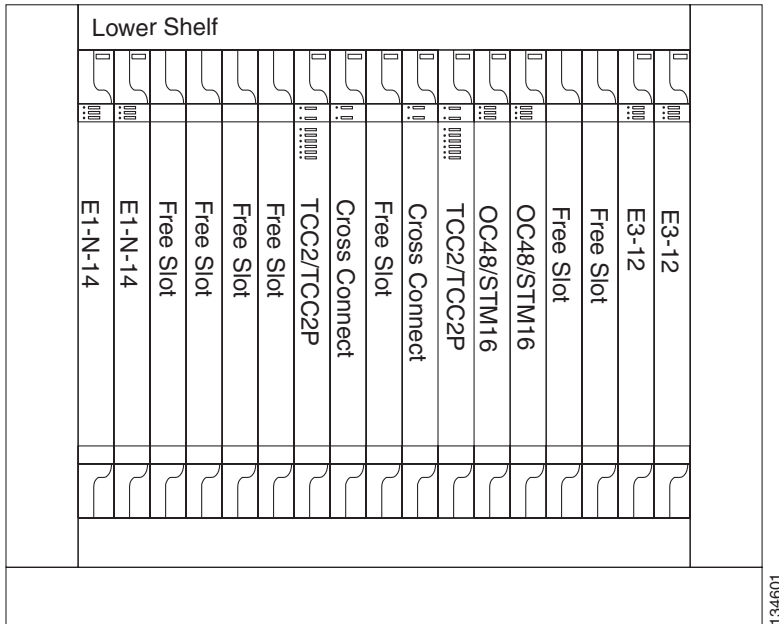 Lower Shelf
E1-N-14
E1-N-14
Free Slot
Free Slot
Free Slot
Free Slot
TCC2/TCC2P
Cross Connect
Free Slot
Cross Connect
TCC2/TCC2P
OC48/STM16
OC48/STM16
Free Slot
Free Slot
E3-12
E3-12
134601